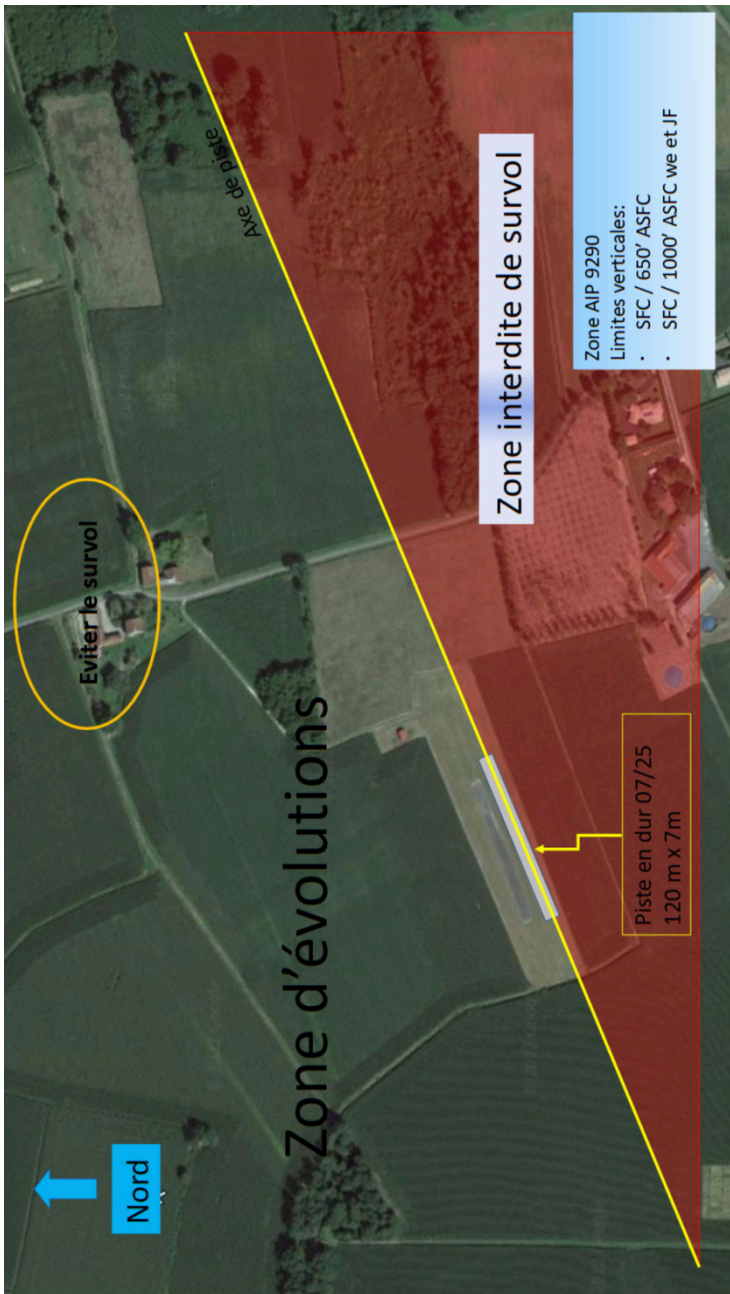 Nord
Zone d'évolutions
Eviter le survol
Axe de piste
Zone interdite de survol
Piste en dur 07/25
120 m x 7m
Zone AIP 9290
Limites verticales:
• SFC / 650' ASFC
• SFC / 1000' ASFC we et JF